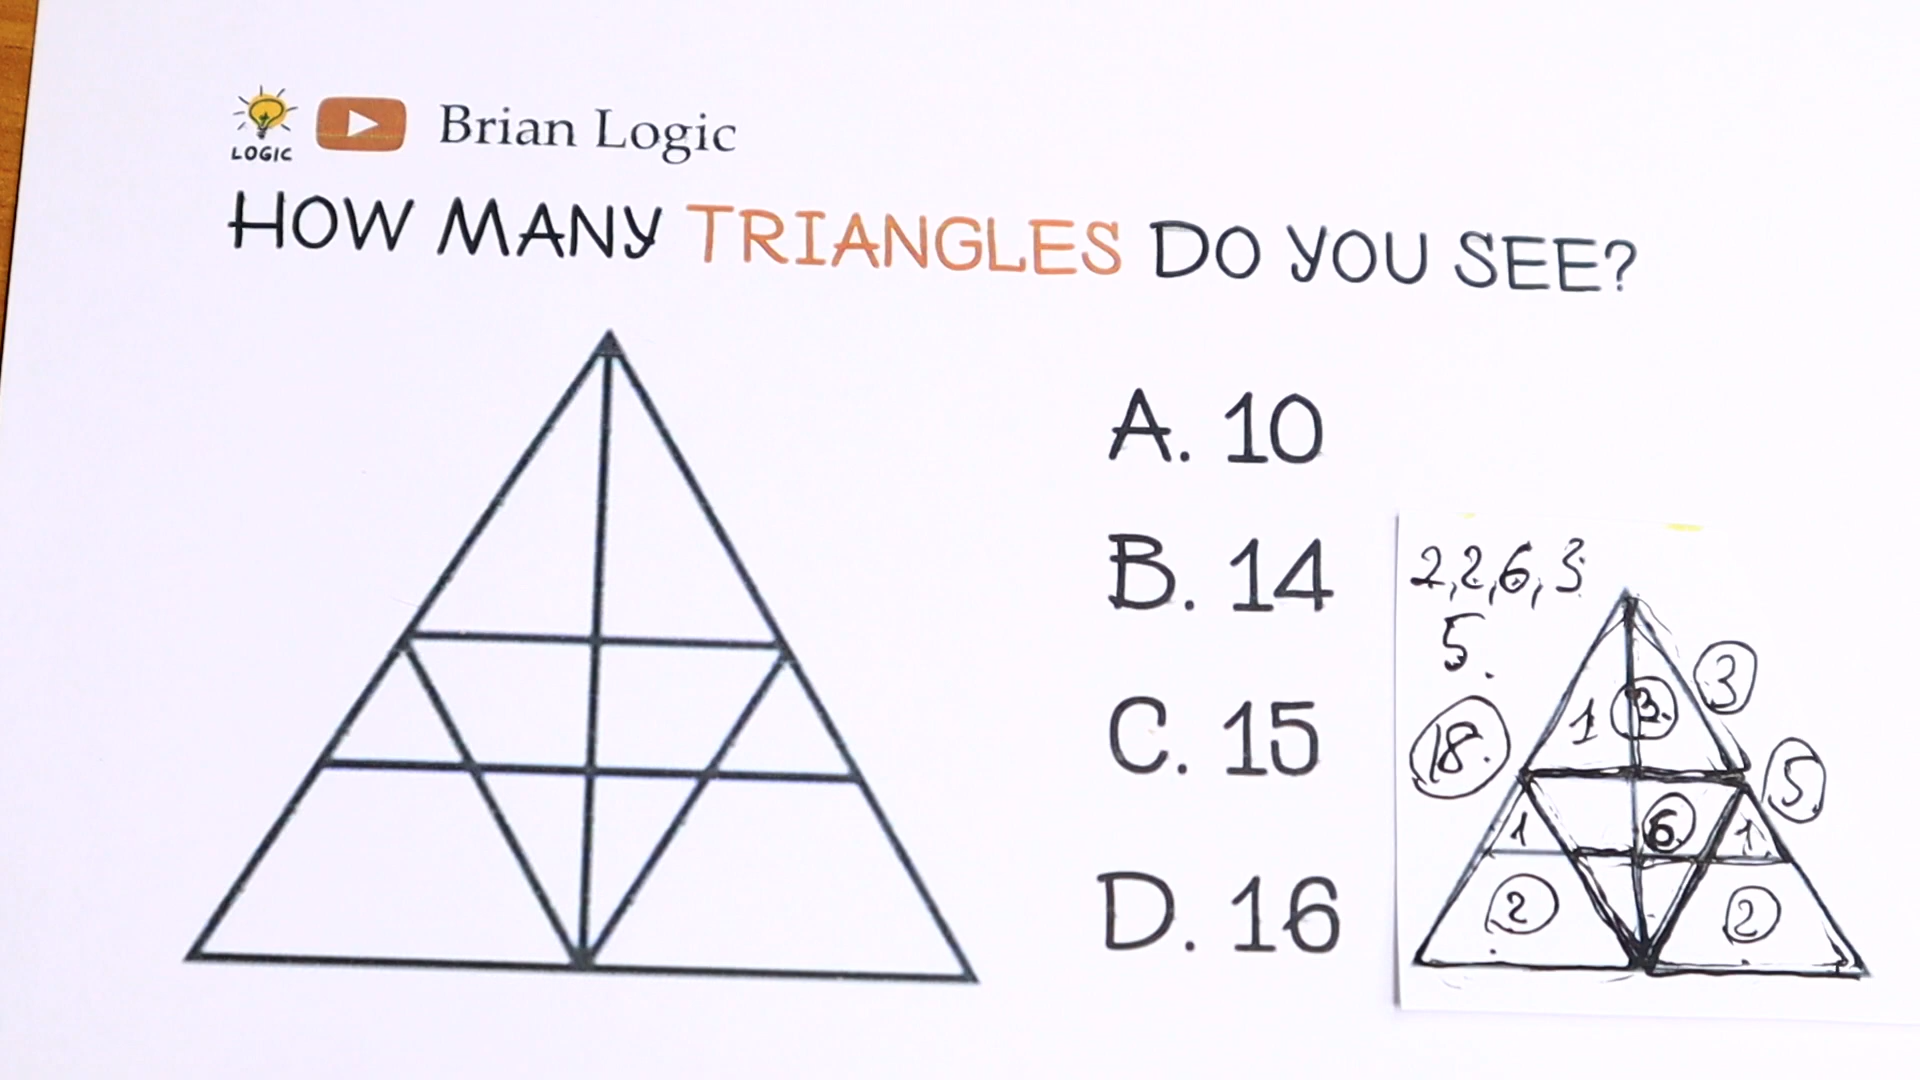 LOGIC
Brian Logic
HOW MANY TRIANGLES DO YOU SEE?
A. 10
B. 14
C. 15
D. 16
2,2,6,3
5.
18.
1
3.
3
5
1
6
1
2
2